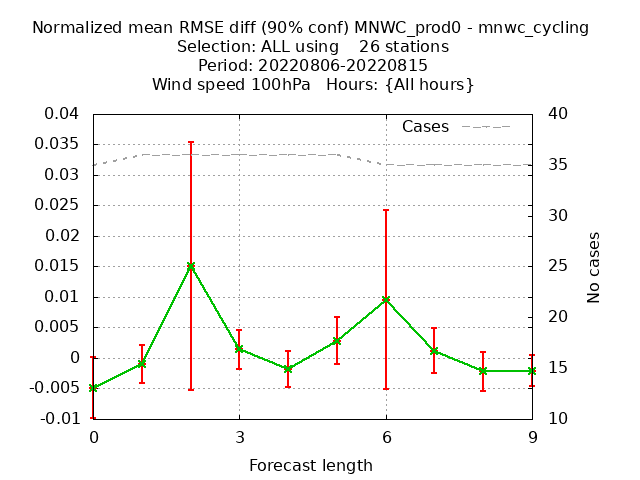 Normalized mean RMSE diff (90% conf) MNWC_prod0 - mnwc_cycling
Selection: ALL using 26 stations
Period: 20220806-20220815
Wind speed 100hPa Hours: {All hours}
Cases
0.04
0.035
0.03
0.025
0.02
0.015
0.01
0.005
0
-0.005
-0.01
40
35
30
25
20
15
10
No cases
0 3 6 9
Forecast length